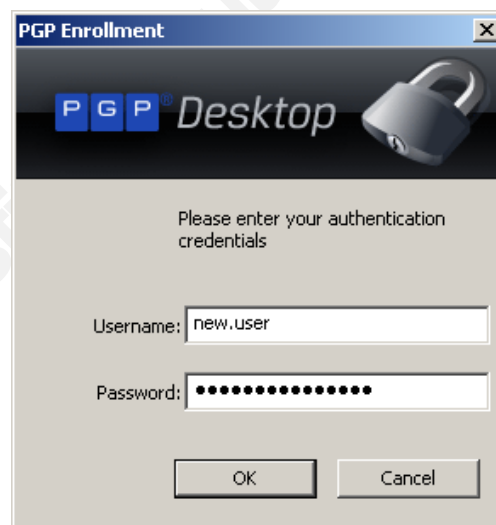 PGP Enrollment
PGP® Desktop
Please enter your authentication
credentials
Username: new.user
Password: ●●●●●●●●●●●●●●●
OK Cancel